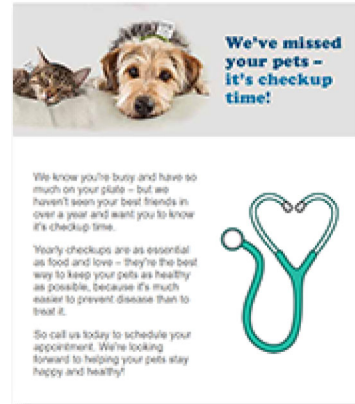 We've missed
your pets –
it's checkup
time!
We know you're busy and have so
much on your plate – but we
haven't seen your best friends in
over a year and want you to know
it's checkup time.
Yearly checkups are as essential
as food and love – they're the best
way to keep your pets as healthy
as possible, because it's much
easier to prevent disease than to
treat it.
So call us today to schedule your
appointment. We're looking
forward to helping your pets stay
happy and healthy!